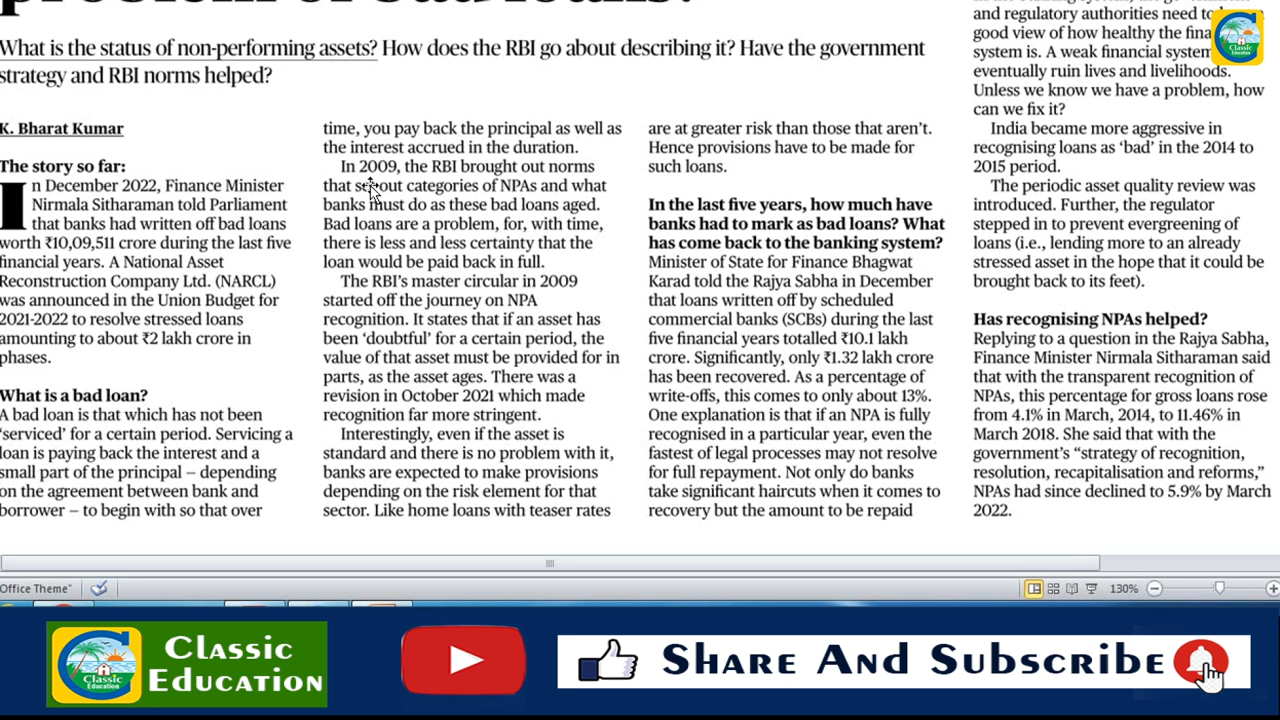 What is the status of non-performing assets? How does the RBI go about describing it? Have the government
strategy and RBI norms helped?
K. Bharat Kumar
The story so far:
In December 2022, Finance Minister
Nirmala Sitharaman told Parliament
that banks had written off bad loans
worth ₹10,09,511 crore during the last five
financial years. A National Asset
Reconstruction Company Ltd. (NARCL)
was announced in the Union Budget for
2021-2022 to resolve stressed loans
amounting to about ₹2 lakh crore in
phases.
What is a bad loan?
A bad loan is that which has not been
‘serviced’ for a certain period. Servicing a
loan is paying back the interest and a
small part of the principal — depending
on the agreement between bank and
borrower — to begin with so that over
time, you pay back the principal as well as
the interest accrued in the duration.
In 2009, the RBI brought out norms
that set out categories of NPAs and what
banks must do as these bad loans aged.
Bad loans are a problem, for, with time,
there is less and less certainty that the
loan would be paid back in full.
The RBI’s master circular in 2009
started off the journey on NPA
recognition. It states that if an asset has
been ‘doubtful’ for a certain period, the
value of that asset must be provided for in
parts, as the asset ages. There was a
revision in October 2021 which made
recognition far more stringent.
Interestingly, even if the asset is
standard and there is no problem with it,
banks are expected to make provisions
depending on the risk element for that
sector. Like home loans with teaser rates
are at greater risk than those that aren’t.
Hence provisions have to be made for
such loans.
In the last five years, how much have
banks had to mark as bad loans? What
has come back to the banking system?
Minister of State for Finance Bhagwat
Karad told the Rajya Sabha in December
that loans written off by scheduled
commercial banks (SCBs) during the last
five financial years totalled ₹10.1 lakh
crore. Significantly, only ₹1.32 lakh crore
has been recovered. As a percentage of
write-offs, this comes to only about 13%.
One explanation is that if an NPA is fully
recognised in a particular year, even the
fastest of legal processes may not resolve
for full repayment. Not only do banks
take significant haircuts when it comes to
recovery but the amount to be repaid
and regulatory authorities need to
good view of how healthy the
system is. A weak financial system
eventually ruin lives and livelihoods.
Unless we know we have a problem, how
can we fix it?
India became more aggressive in
recognising loans as ‘bad’ in the 2014 to
2015 period.
The periodic asset quality review was
introduced. Further, the regulator
stepped in to prevent evergreening of
loans (i.e., lending more to an already
stressed asset in the hope that it could be
brought back to its feet).
Has recognising NPAs helped?
Replying to a question in the Rajya Sabha,
Finance Minister Nirmala Sitharaman said
that with the transparent recognition of
NPAs, this percentage for gross loans rose
from 4.1% in March, 2014, to 11.46% in
March 2018. She said that with the
government’s “strategy of recognition,
resolution, recapitalisation and reforms,”
NPAs had since declined to 5.9% by March
2022.
Classic
Education
Office Theme"
130%
Classic
Education
Classic
Education
Share And Subscribe